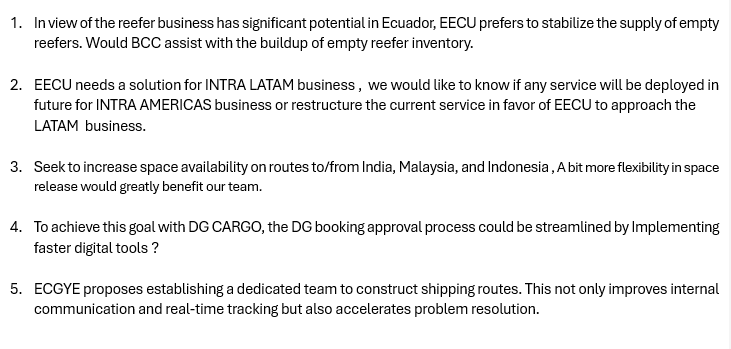 1. In view of the reefer business has significant potential in Ecuador, EECU prefers to stabilize the supply of empty
reefers. Would BCC assist with the buildup of empty reefer inventory.
2. EECU needs a solution for INTRA LATAM business , we would like to know if any service will be deployed in
future for INTRA AMERICAS business or restructure the current service in favor of EECU to approach the
LATAM business.
3. Seek to increase space availability on routes to/from India, Malaysia, and Indonesia , A bit more flexibility in space
release would greatly benefit our team.
4. To achieve this goal with DG CARGO, the DG booking approval process could be streamlined by Implementing
faster digital tools ?
5. ECGYE proposes establishing a dedicated team to construct shipping routes. This not only improves internal
communication and real-time tracking but also accelerates problem resolution.